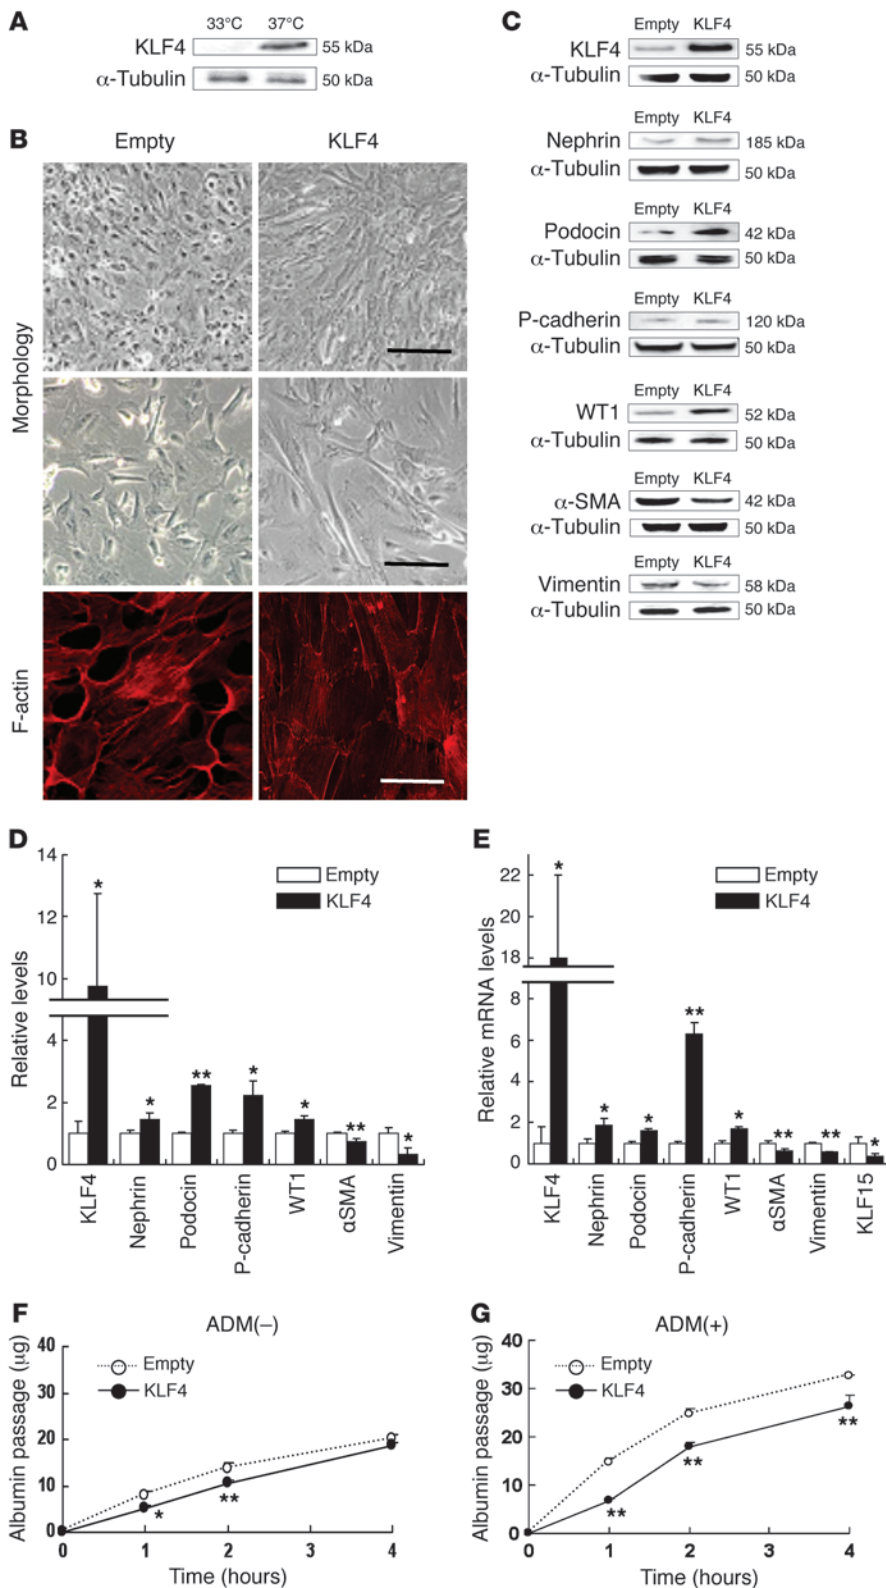 A
33°C 37°C
KLF4 55 kDa
α-Tubulin 50 kDa
B
Empty KLF4
Morphology
F-actin
C
Empty KLF4
KLF4 55 kDa
α-Tubulin 50 kDa
Empty KLF4
Nephrin 185 kDa
α-Tubulin 50 kDa
Empty KLF4
Podocin 42 kDa
α-Tubulin 50 kDa
Empty KLF4
P-cadherin 120 kDa
α-Tubulin 50 kDa
Empty KLF4
WT1 52 kDa
α-Tubulin 50 kDa
Empty KLF4
α-SMA 42 kDa
α-Tubulin 50 kDa
Empty KLF4
Vimentin 58 kDa
α-Tubulin 50 kDa
D
Relative levels
14
12
10
4
2
0
Empty
KLF4
* * ** * * ** *
KLF4 Nephrin Podocin P-cadherin WT1 αSMA Vimentin
E
Relative mRNA levels
22
20
18
8
6
4
2
0
Empty
KLF4
* * * ** * ** ** *
KLF4 Nephrin Podocin P-cadherin WT1 αSMA Vimentin KLF15
F
ADM(–)
Albumin passage (μg)
40
30
20
10
0
Empty
KLF4
* **
0 1 2 3 4
Time (hours)
G
ADM(+)
Albumin passage (μg)
40
30
20
10
0
Empty
KLF4
** ** **
0 1 2 3 4
Time (hours)